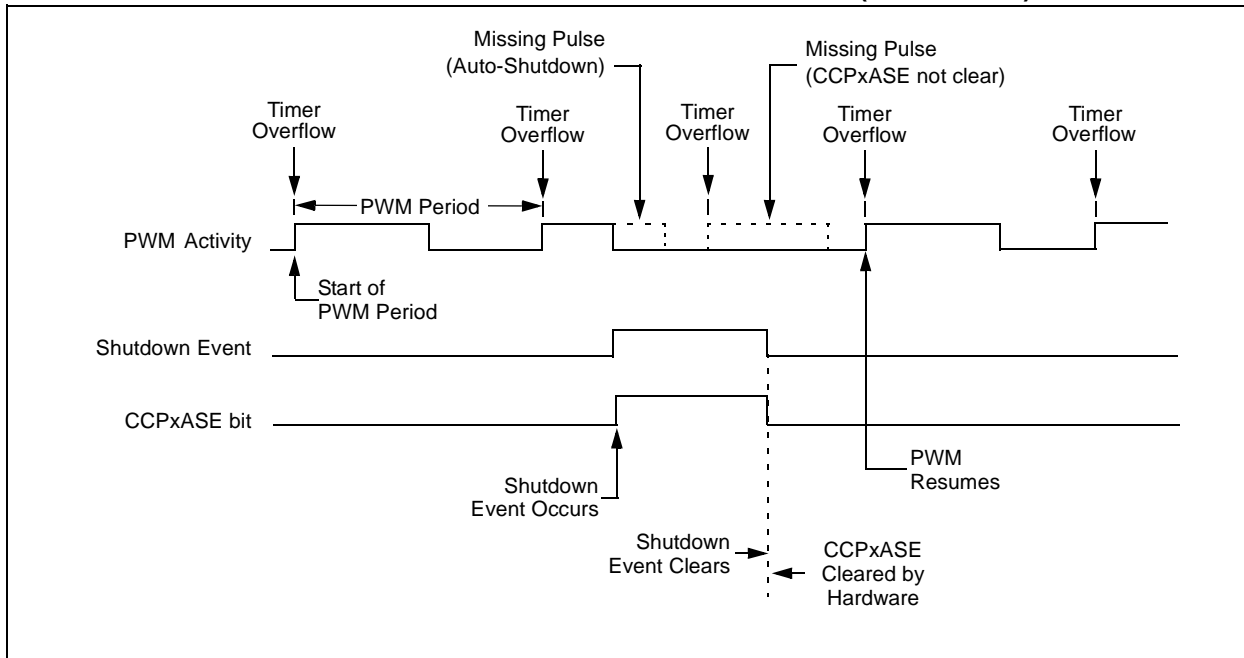 Missing Pulse
(Auto-Shutdown)
Missing Pulse
(CCPxASE not clear)
Timer
Overflow
Timer
Overflow
Timer
Overflow
Timer
Overflow
Timer
Overflow
PWM Period
PWM Activity
Start of
PWM Period
Shutdown Event
CCPxASE bit
Shutdown
Event Occurs
PWM
Resumes
Shutdown
Event Clears
CCPxASE
Cleared by
Hardware